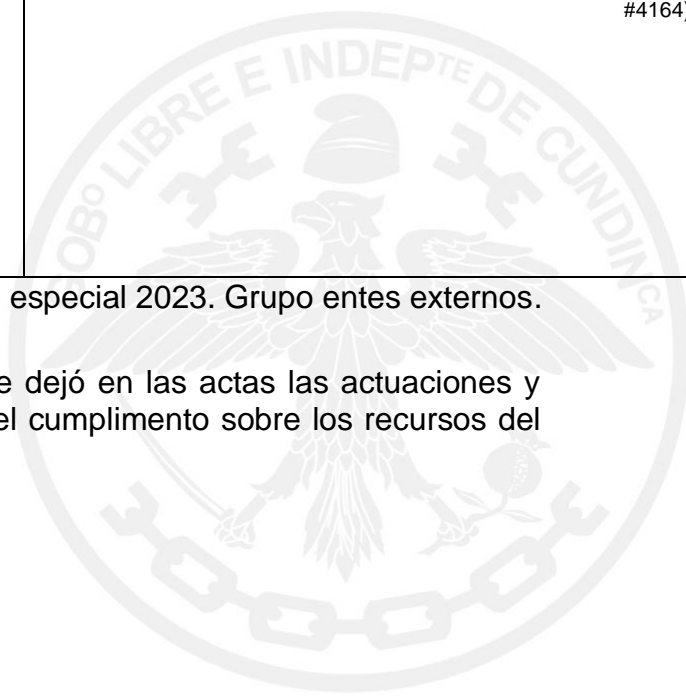 #4164)
GOBº LIBRE E INDEPTE DE CUNDINCA
especial 2023. Grupo entes externos.
e dejó en las actas las actuaciones y
el cumplimento sobre los recursos del